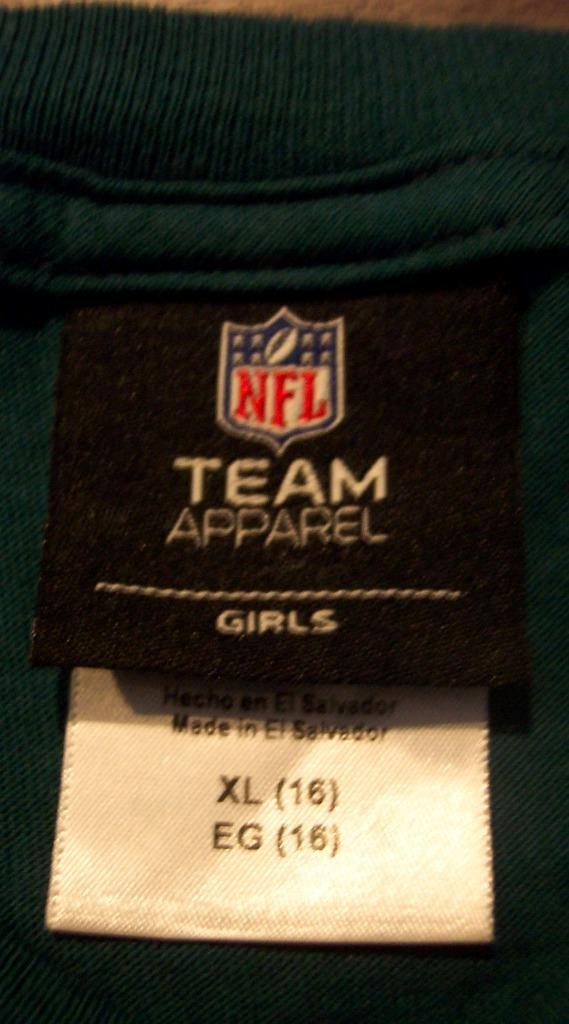 NFL
TEAM
APPAREL
GIRLS
Hecho en El Salvador
Made in El Salvador
XL (16)
EG (16)